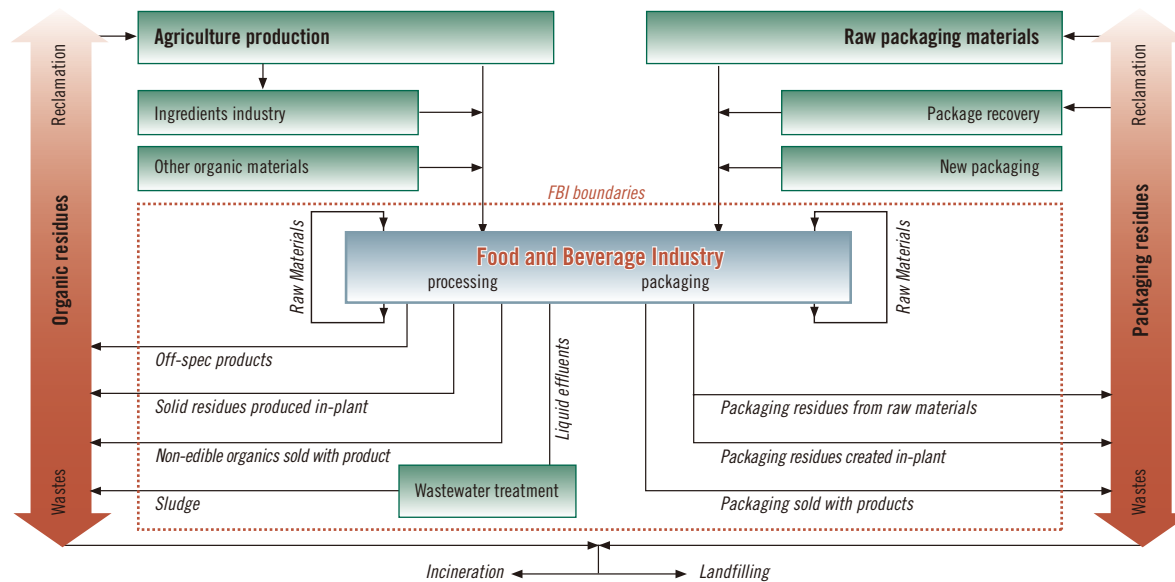 Agriculture production
Raw packaging materials
Reclamation
Reclamation
Ingredients industry
Package recovery
Other organic materials
New packaging
FBI boundaries
Organic residues
Packaging residues
Raw Materials
Food and Beverage Industry
processing
packaging
Raw Materials
Off-spec products
Liquid effluents
Solid residues produced in-plant
Packaging residues from raw materials
Non-edible organics sold with product
Packaging residues created in-plant
Wastes
Sludge
Wastewater treatment
Packaging sold with products
Wastes
Incineration
Landfilling